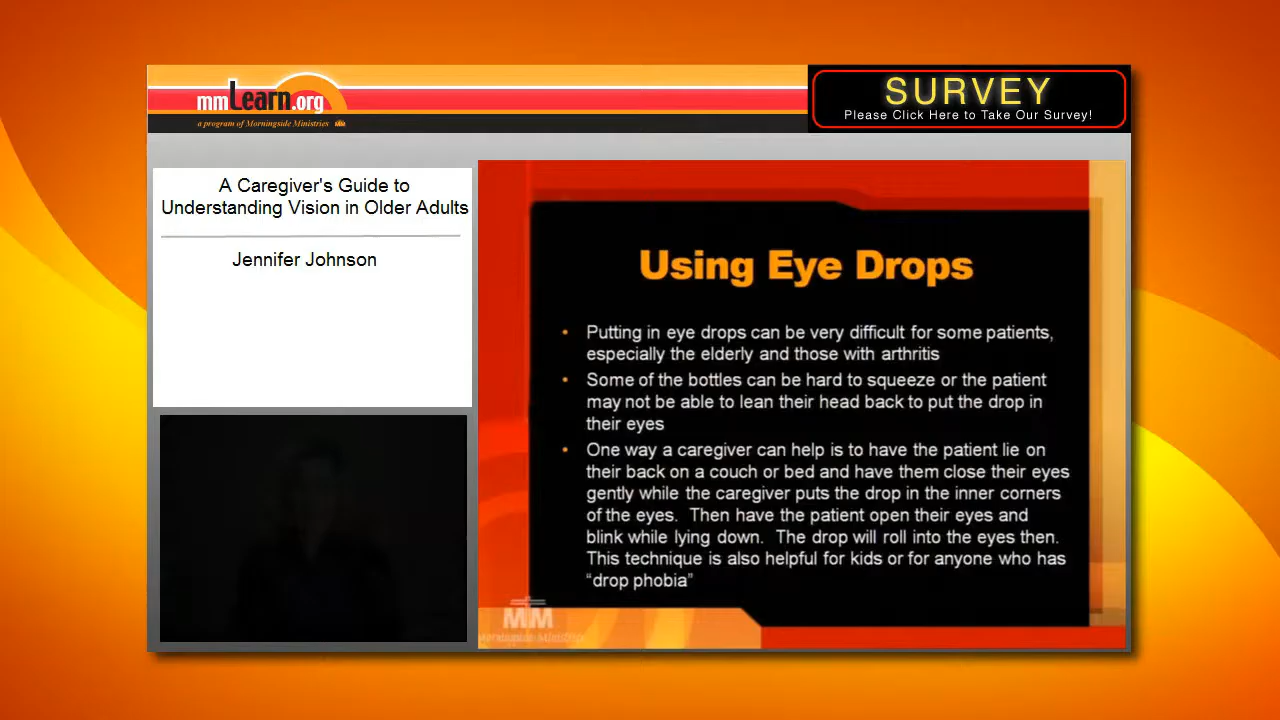 mmLearn.org
a program of Morningside Ministries
SURVEY
Please Click Here to Take Our Survey!
A Caregiver's Guide to
Understanding Vision in Older Adults
Jennifer Johnson
Using Eye Drops
• Putting in eye drops can be very difficult for some patients,
especially the elderly and those with arthritis
• Some of the bottles can be hard to squeeze or the patient
may not be able to lean their head back to put the drop in
their eyes
• One way a caregiver can help is to have the patient lie on
their back on a couch or bed and have them close their eyes
gently while the caregiver puts the drop in the inner corners
of the eyes. Then have the patient open their eyes and
blink while lying down. The drop will roll into the eyes then.
This technique is also helpful for kids or for anyone who has
“drop phobia”
MM
Morningside Ministries